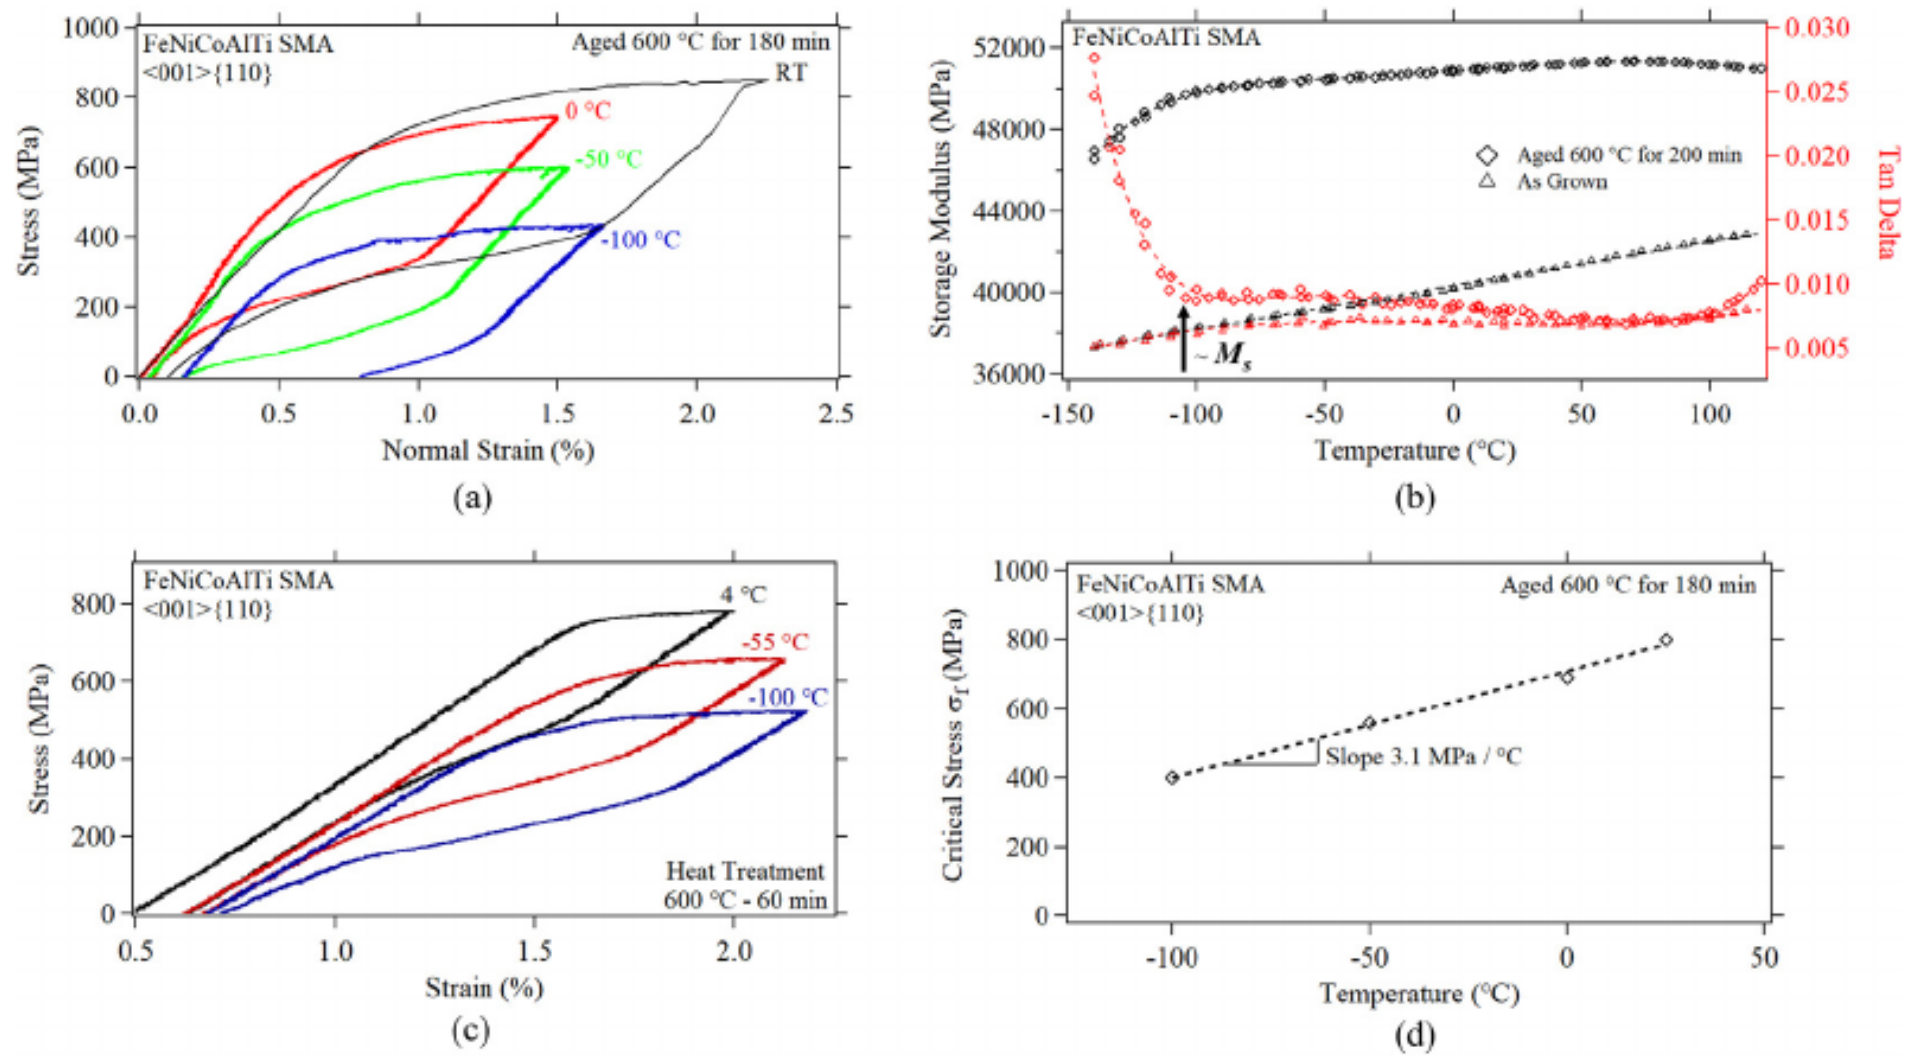 1000
800
600
400
200
0
Stress (MPa)
FeNiCoAlTi SMA
<001>{110}
Aged 600 °C for 180 min
RT
0 °C
-50 °C
-100 °C
0.0 0.5 1.0 1.5 2.0 2.5
Normal Strain (%)
(a)
52000
48000
44000
40000
36000
Storage Modulus (MPa)
FeNiCoAlTi SMA
Aged 600 °C for 200 min
As Grown
~ Ms
0.030
0.025
0.020
0.015
0.010
0.005
Tan Delta
-150 -100 -50 0 50 100
Temperature (°C)
(b)
800
600
400
200
0
Stress (MPa)
FeNiCoAlTi SMA
<001>{110}
4 °C
-55 °C
-100 °C
Heat Treatment
600 °C - 60 min
0.5 1.0 1.5 2.0
Strain (%)
(c)
1000
800
600
400
200
0
Critical Stress σf (MPa)
FeNiCoAlTi SMA
<001>{110}
Aged 600 °C for 180 min
Slope 3.1 MPa / °C
-100 -50 0 50
Temperature (°C)
(d)